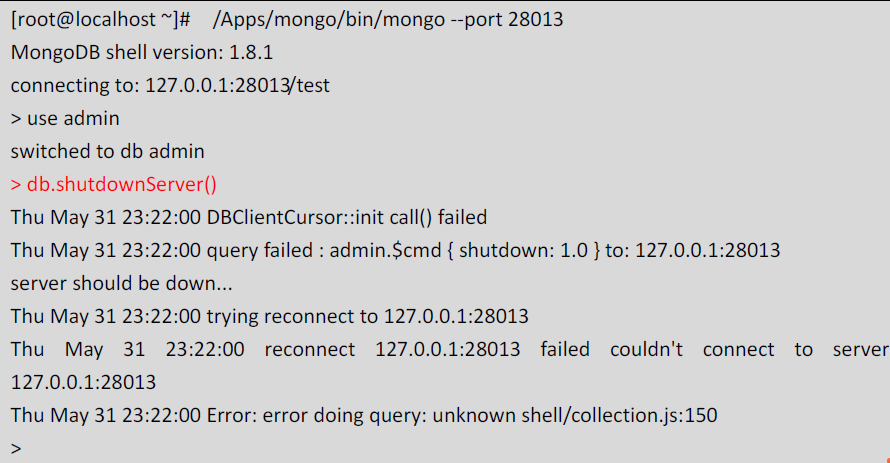 [root@localhost ~]# /Apps/mongo/bin/mongo --port 28013
MongoDB shell version: 1.8.1
connecting to: 127.0.0.1:28013/test
> use admin
switched to db admin
> db.shutdownServer()
Thu May 31 23:22:00 DBClientCursor::init call() failed
Thu May 31 23:22:00 query failed : admin.$cmd { shutdown: 1.0 } to: 127.0.0.1:28013
server should be down...
Thu May 31 23:22:00 trying reconnect to 127.0.0.1:28013
Thu May 31 23:22:00 reconnect 127.0.0.1:28013 failed couldn't connect to server
127.0.0.1:28013
Thu May 31 23:22:00 Error: error doing query: unknown shell/collection.js:150
>